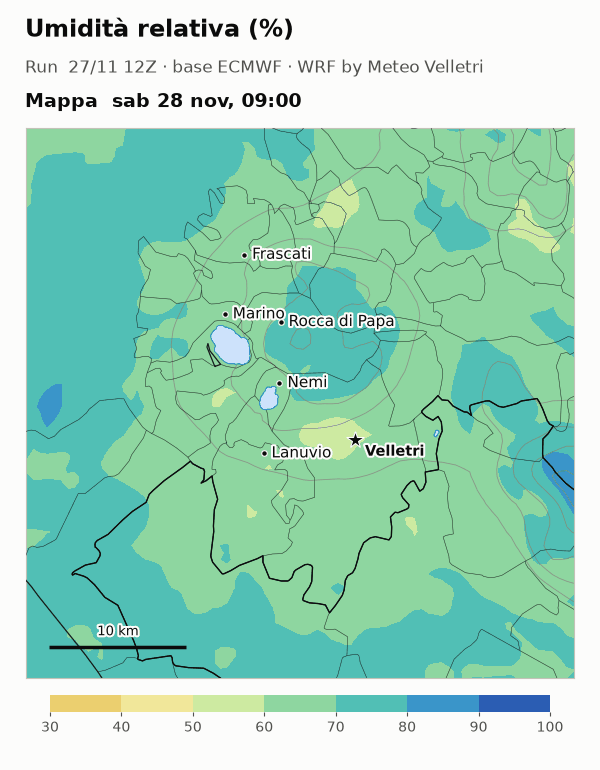 Umidità relativa (%)
Run  27/11 12Z · base ECMWF · WRF by Meteo Velletri
Mappa  sab 28 nov, 09:00
Frascati
Marino
Rocca di Papa
Nemi
Velletri
Lanuvio
10 km
30 40 50 60 70 80 90 100